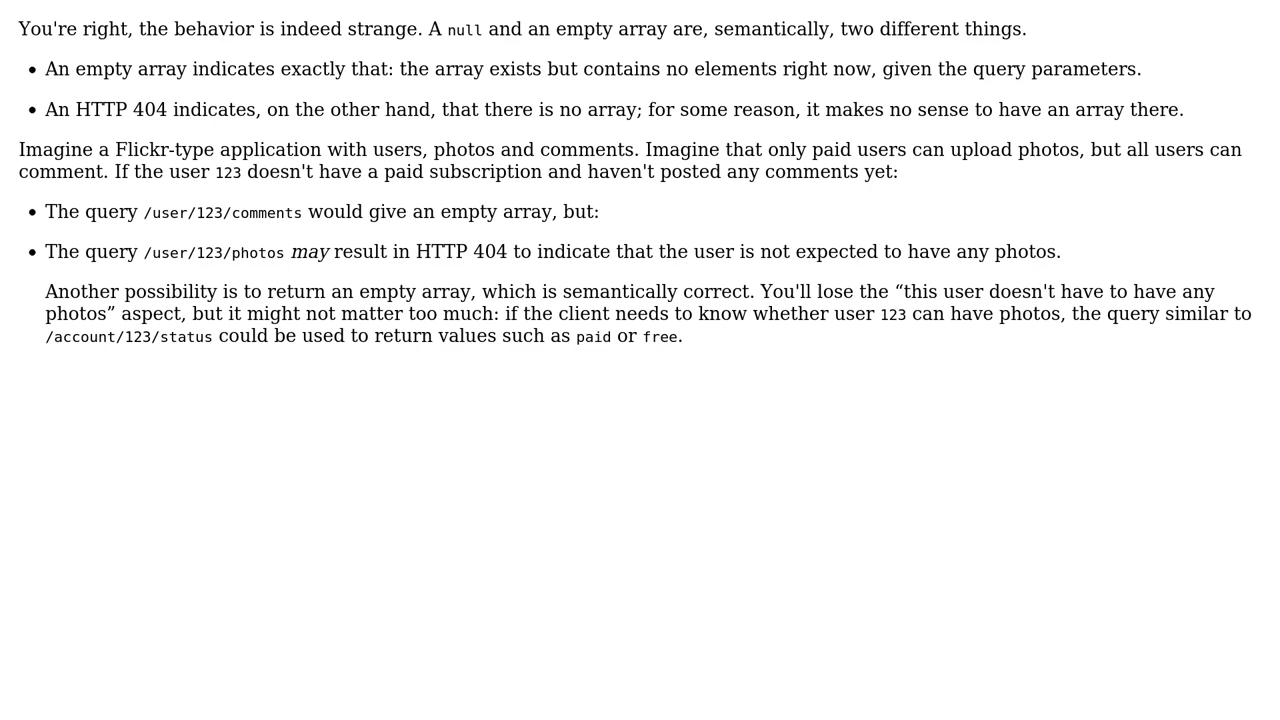 You're right, the behavior is indeed strange. A null and an empty array are, semantically, two different things.
• An empty array indicates exactly that: the array exists but contains no elements right now, given the query parameters.
• An HTTP 404 indicates, on the other hand, that there is no array; for some reason, it makes no sense to have an array there.
Imagine a Flickr-type application with users, photos and comments. Imagine that only paid users can upload photos, but all users can
comment. If the user 123 doesn't have a paid subscription and haven't posted any comments yet:
• The query /user/123/comments would give an empty array, but:
• The query /user/123/photos may result in HTTP 404 to indicate that the user is not expected to have any photos.
Another possibility is to return an empty array, which is semantically correct. You'll lose the “this user doesn't have to have any
photos” aspect, but it might not matter too much: if the client needs to know whether user 123 can have photos, the query similar to
/account/123/status could be used to return values such as paid or free.